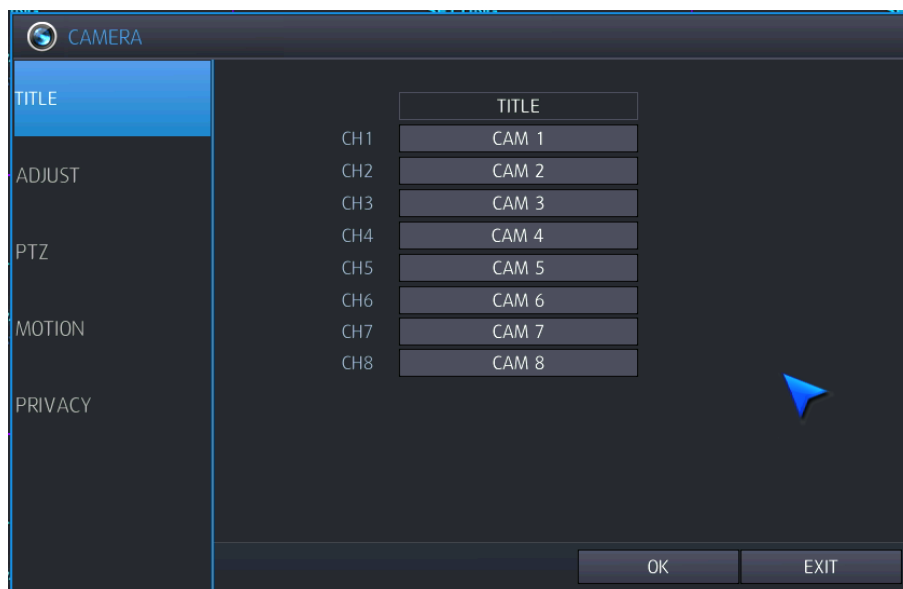 CAMERA
TITLE
ADJUST
PTZ
MOTION
PRIVACY
TITLE
CH1 CAM 1
CH2 CAM 2
CH3 CAM 3
CH4 CAM 4
CH5 CAM 5
CH6 CAM 6
CH7 CAM 7
CH8 CAM 8
OK EXIT